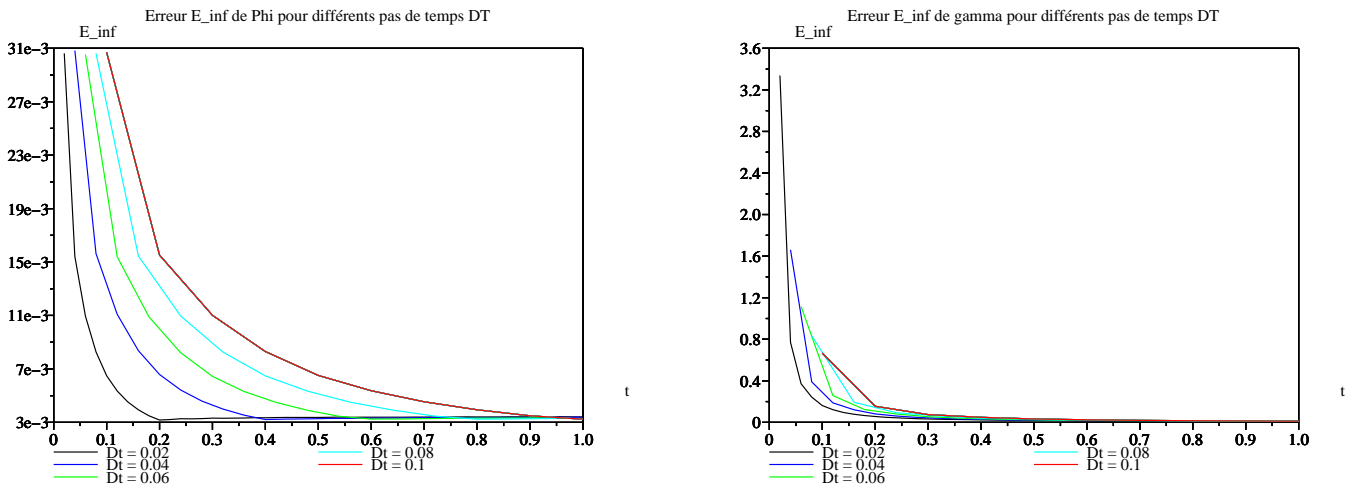 Erreur E_inf de Phi pour différents pas de temps DT
E_inf
31e−3
27e−3
23e−3
19e−3
15e−3
11e−3
7e−3
3e−3
0 0.1 0.2 0.3 0.4 0.5 0.6 0.7 0.8 0.9 1.0
t
Dt = 0.02
Dt = 0.04
Dt = 0.06
Dt = 0.08
Dt = 0.1
Erreur E_inf de gamma pour différents pas de temps DT
E_inf
3.6
3.2
2.8
2.4
2.0
1.6
1.2
0.8
0.4
0
0 0.1 0.2 0.3 0.4 0.5 0.6 0.7 0.8 0.9 1.0
t
Dt = 0.02
Dt = 0.04
Dt = 0.06
Dt = 0.08
Dt = 0.1